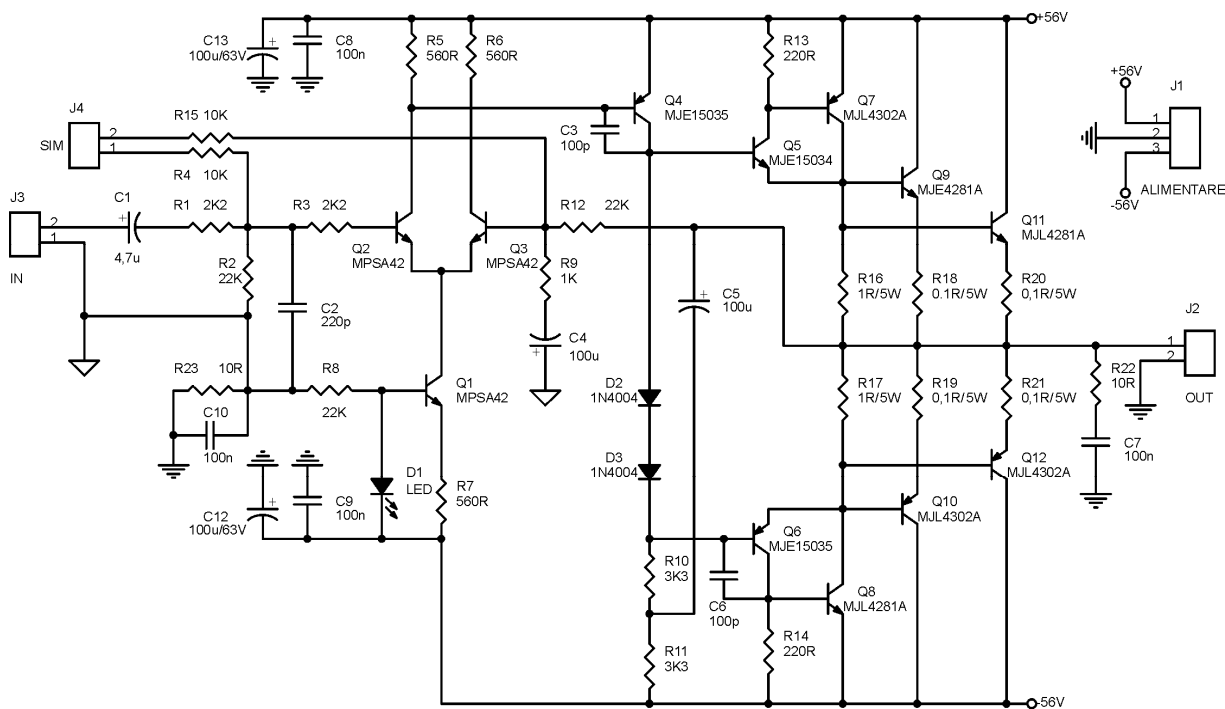 +56V
C13
100u/63V
+
C8
100n
R5
560R
R6
560R
R13
220R
Q4
MJE15035
Q7
MJL4302A
+56V
J1
1
2
3
ALIMENTARE
-56V
J4
SIM
2
1
R15 10K
R4 10K
C3
100p
Q5
MJE15034
Q9
MJE4281A
J3
2
1
IN
C1
+
4,7u
R1 2K2
R3 2K2
Q2
MPSA42
Q3
MPSA42
R12 22K
Q11
MJL4281A
R2
22K
R9
1K
C2
220p
C4
+
100u
C5
+
100u
R16
1R/5W
R18
0.1R/5W
R20
0,1R/5W
J2
1
2
OUT
R23 10R
C10
100n
R8
22K
Q1
MPSA42
D2
1N4004
R17
1R/5W
R19
0,1R/5W
R21
0,1R/5W
R22
10R
C7
100n
D3
1N4004
Q12
MJL4302A
C12
100u/63V
+
C9
100n
D1
LED
R7
560R
Q10
MJL4302A
Q6
MJE15035
R10
3K3
C6
100p
Q8
MJL4281A
R11
3K3
R14
220R
-56V